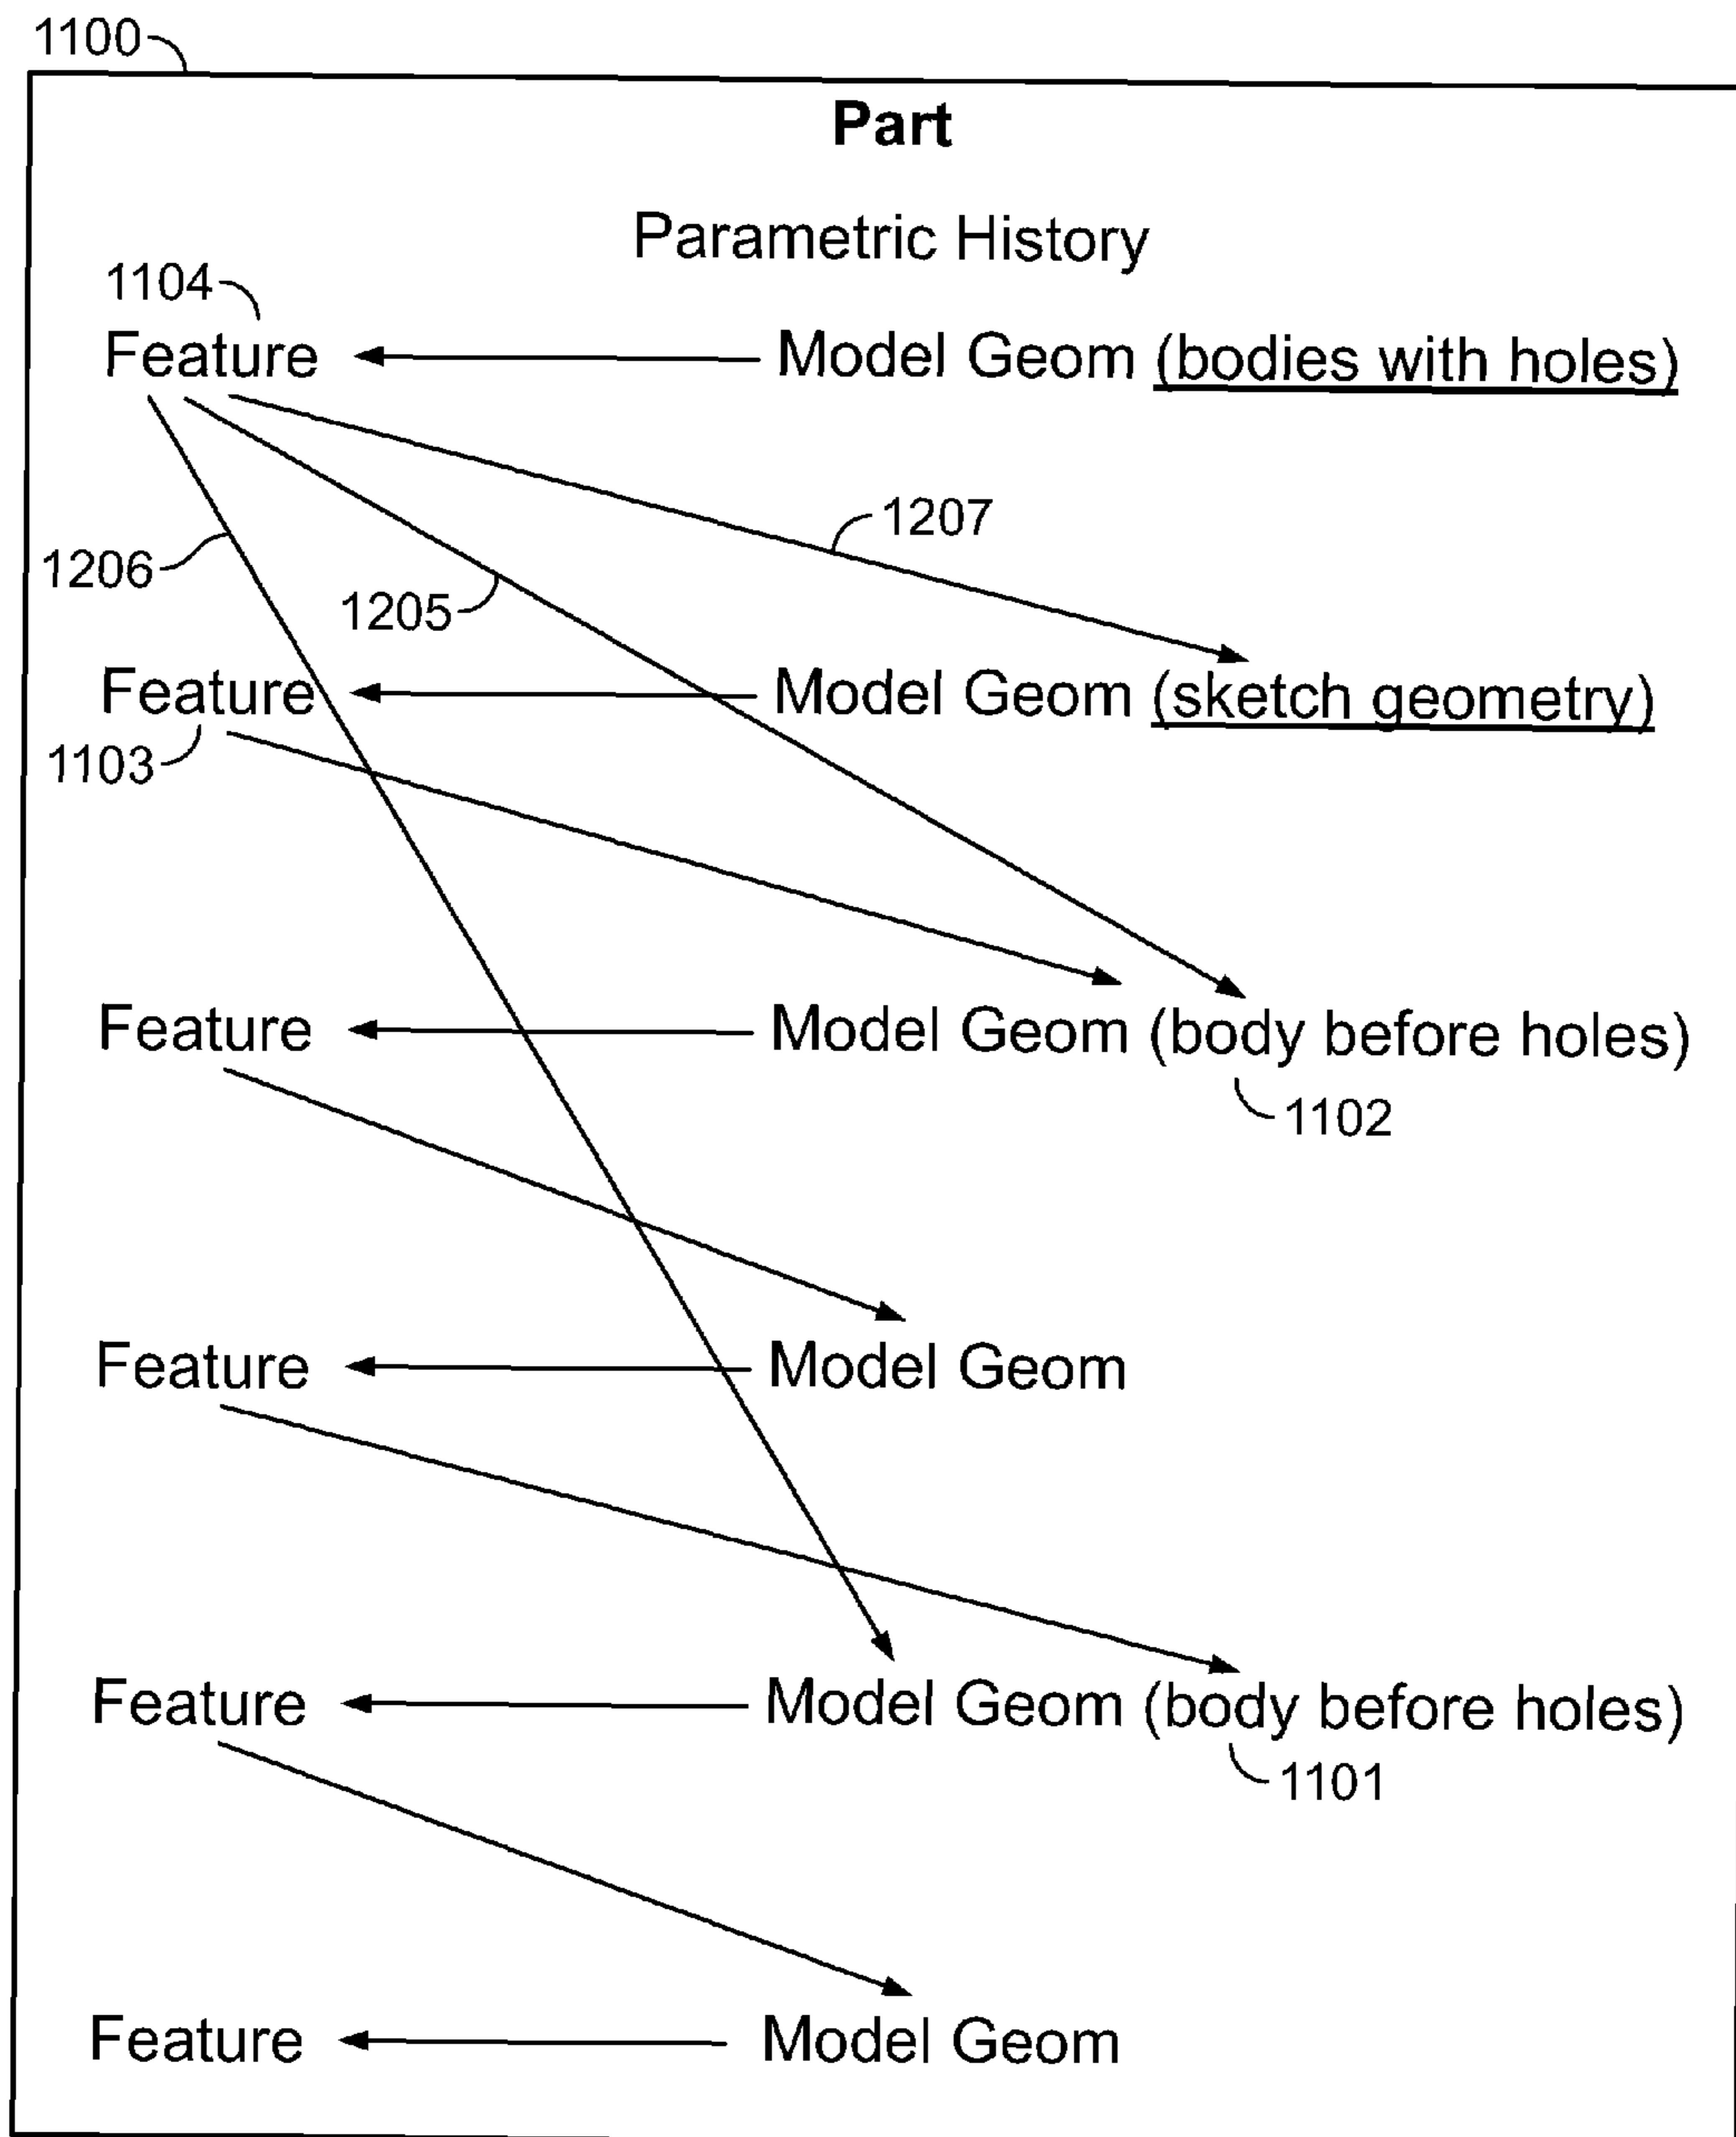 1100
Part
Parametric History
1104
Feature Model Geom (bodies with holes)
1207
1206
1205
Feature Model Geom (sketch geometry)
1103
Feature Model Geom (body before holes)
1102
Feature Model Geom
Feature Model Geom (body before holes)
1101
Feature Model Geom